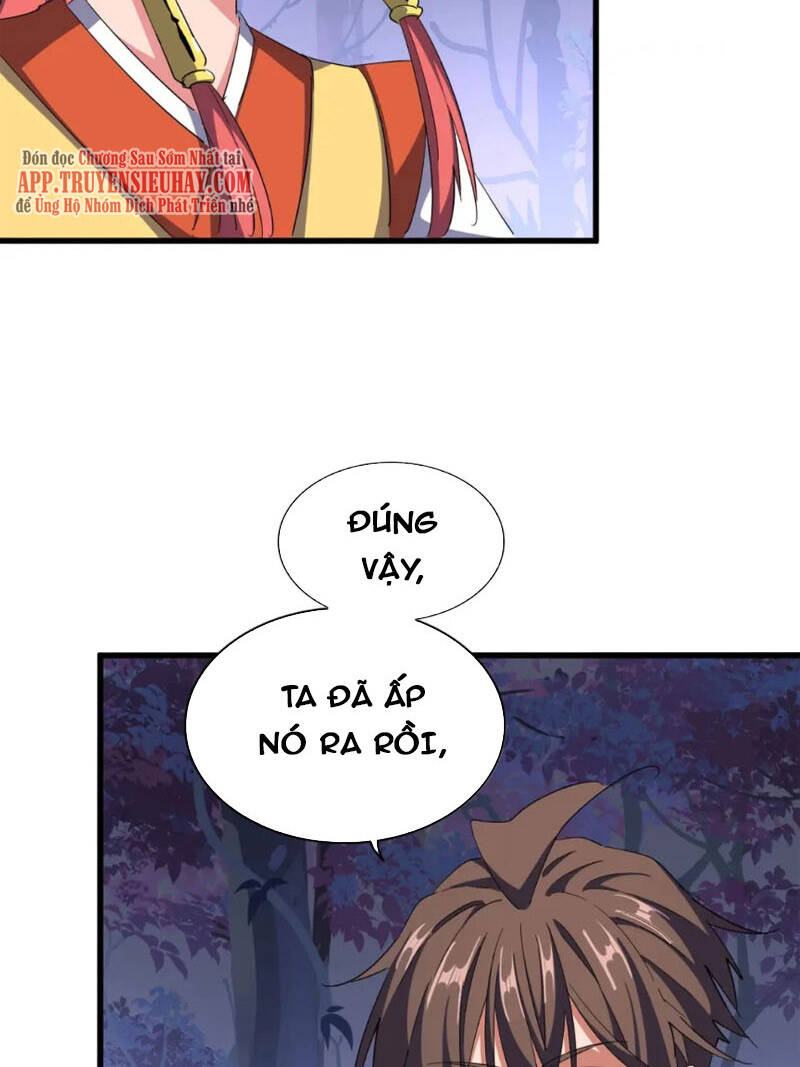 Đón đọc Chương Sau Sớm Nhất tại
APP.TRUYENSIEUHAY.COM
để Ủng Hộ Nhóm Dịch Phát Triển nhé
ĐÚNG
VẬY,
TA ĐÃ ẤP
NÓ RA RỒI,